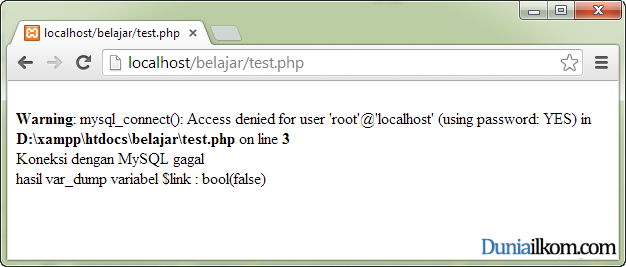 localhost/belajar/test.php
localhost/belajar/test.php
Warning: mysql_connect(): Access denied for user 'root'@'localhost' (using password: YES) in
D:\xampp\htdocs\belajar\test.php on line 3
Koneksi dengan MySQL gagal
hasil var_dump variabel $link : bool(false)
Duniailkom.com